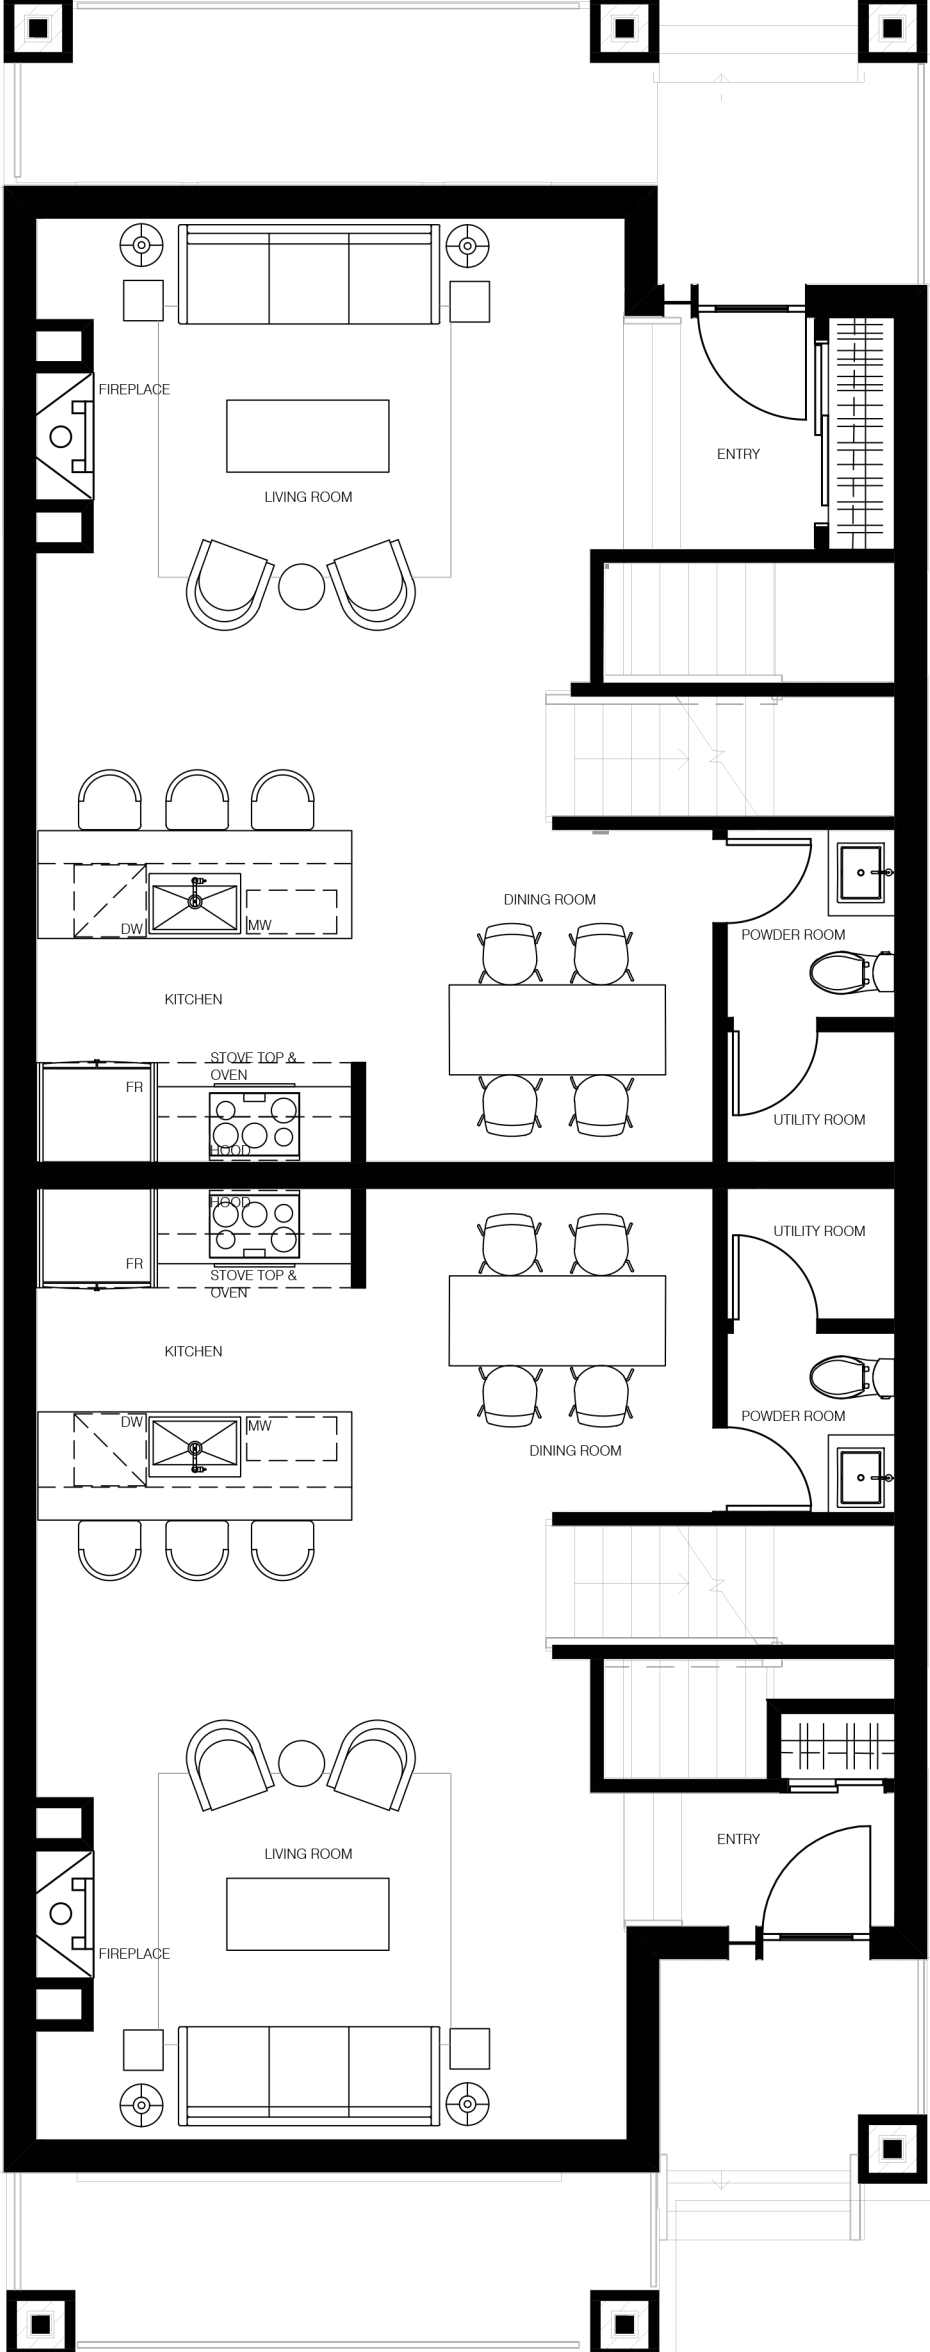 FIREPLACE
ENTRY
LIVING ROOM
DINING ROOM
DW
MW
POWDER ROOM
KITCHEN
STOVE TOP &
OVEN
FR
UTILITY ROOM
HOOD
HOOD
UTILITY ROOM
FR
STOVE TOP &
OVEN
KITCHEN
POWDER ROOM
DW
MW
DINING ROOM
ENTRY
LIVING ROOM
FIREPLACE